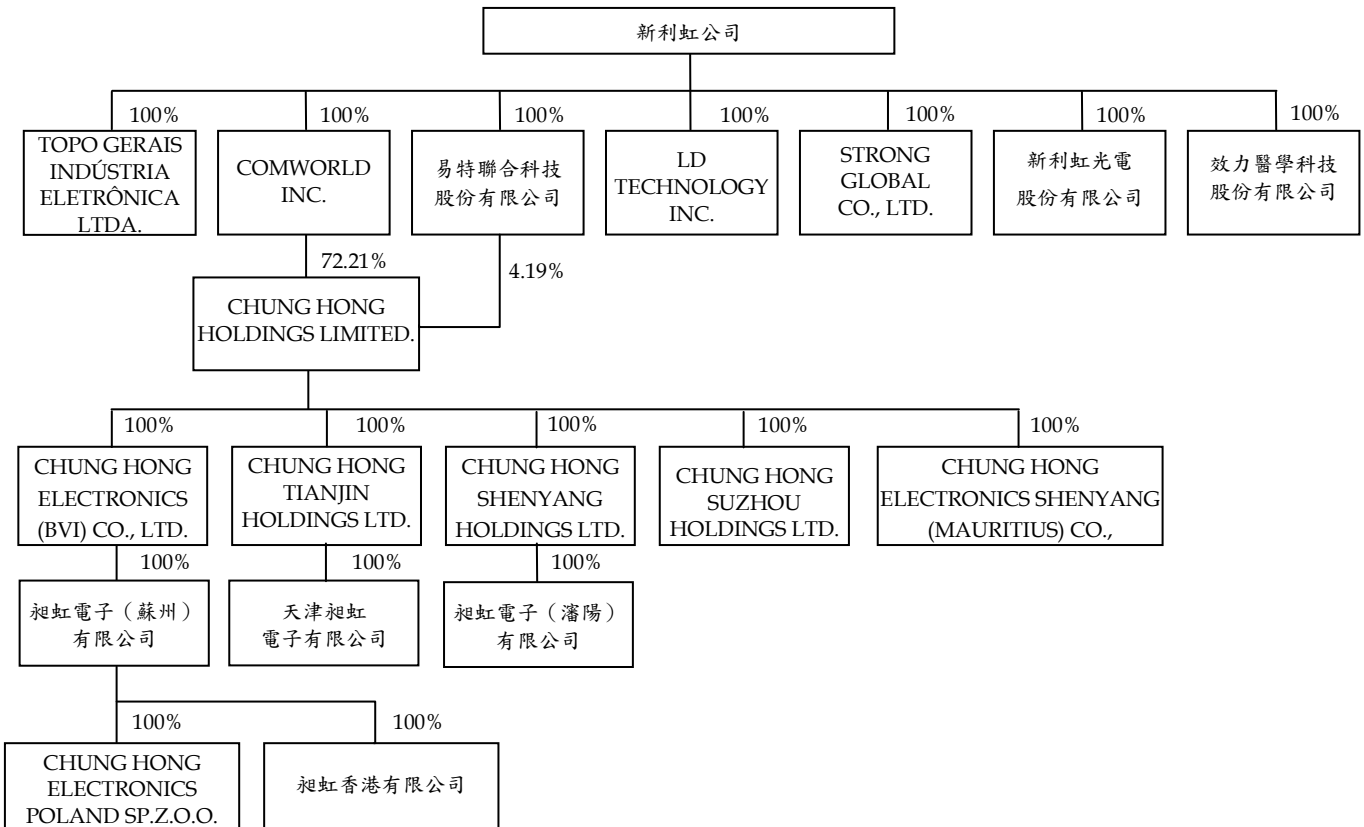 新利虹公司
100%
100%
100%
100%
100%
100%
100%
TOPO GERAIS
INDÚSTRIA
ELETRÔNICA
LTDA.
COMWORLD
INC.
易特聯合科技
股份有限公司
LD
TECHNOLOGY
INC.
STRONG
GLOBAL
CO., LTD.
新利虹光電
股份有限公司
效力醫學科技
股份有限公司
72.21%
4.19%
CHUNG HONG
HOLDINGS LIMITED.
100%
100%
100%
100%
100%
CHUNG HONG
ELECTRONICS
(BVI) CO., LTD.
CHUNG HONG
TIANJIN
HOLDINGS LTD.
CHUNG HONG
SHENYANG
HOLDINGS LTD.
CHUNG HONG
SUZHOU
HOLDINGS LTD.
CHUNG HONG
ELECTRONICS SHENYANG
(MAURITIUS) CO.,
100%
100%
100%
昶虹電子（蘇州）
有限公司
天津昶虹
電子有限公司
昶虹電子（瀋陽）
有限公司
100%
100%
CHUNG HONG
ELECTRONICS
POLAND SP.Z.O.O.
昶虹香港有限公司